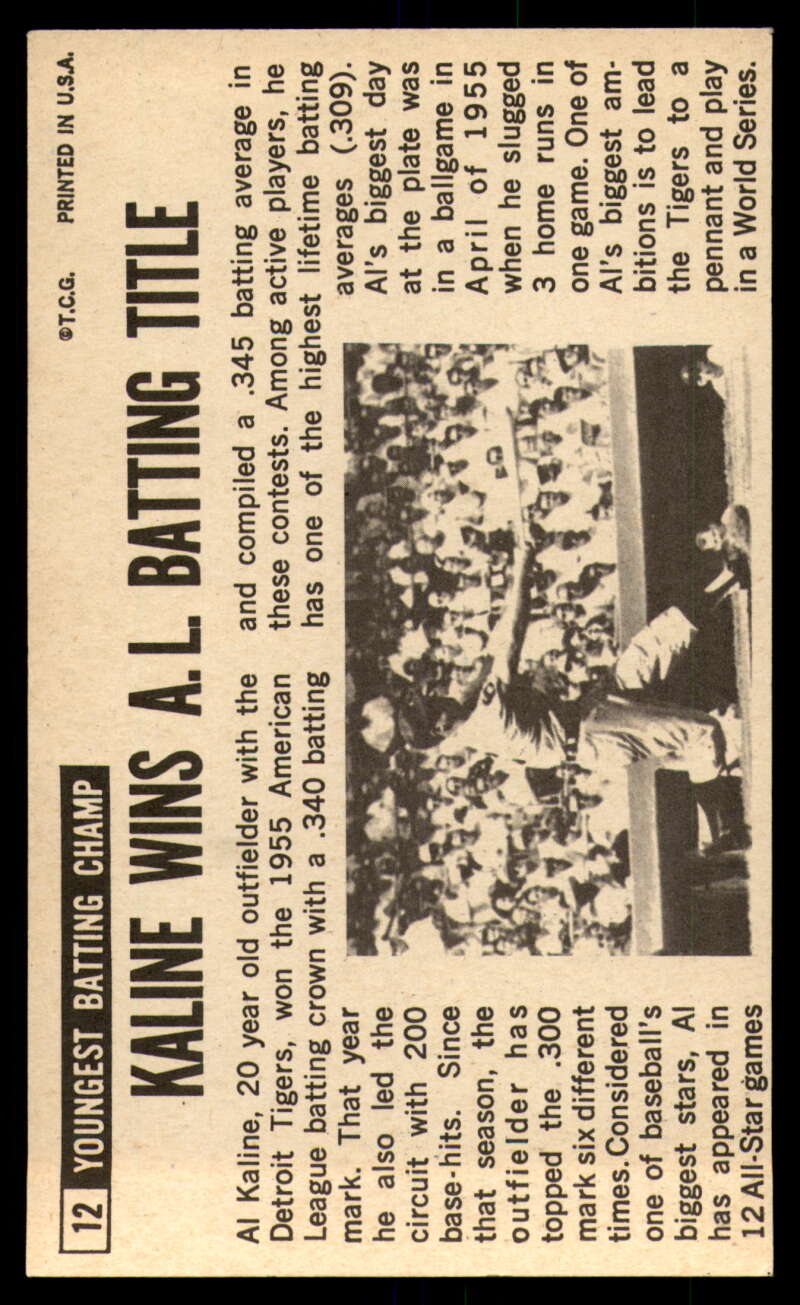 12 YOUNGEST BATTING CHAMP
©T.C.G. PRINTED IN U.S.A.
KALINE WINS A.L. BATTING TITLE
Al Kaline, 20 year old outfielder with the
Detroit Tigers, won the 1955 American
League batting crown with a .340 batting
mark. That year
he also led the
circuit with 200
base-hits. Since
that season, the
outfielder has
topped the .300
mark six different
times. Considered
one of baseball's
biggest stars, Al
has appeared in
12 All-Star games
and compiled a .345 batting average in
these contests. Among active players, he
has one of the highest lifetime batting
averages (.309).
Al's biggest day
at the plate was
in a ballgame in
April of 1955
when he slugged
3 home runs in
one game. One of
Al's biggest am-
bitions is to lead
the Tigers to a
pennant and play
in a World Series.